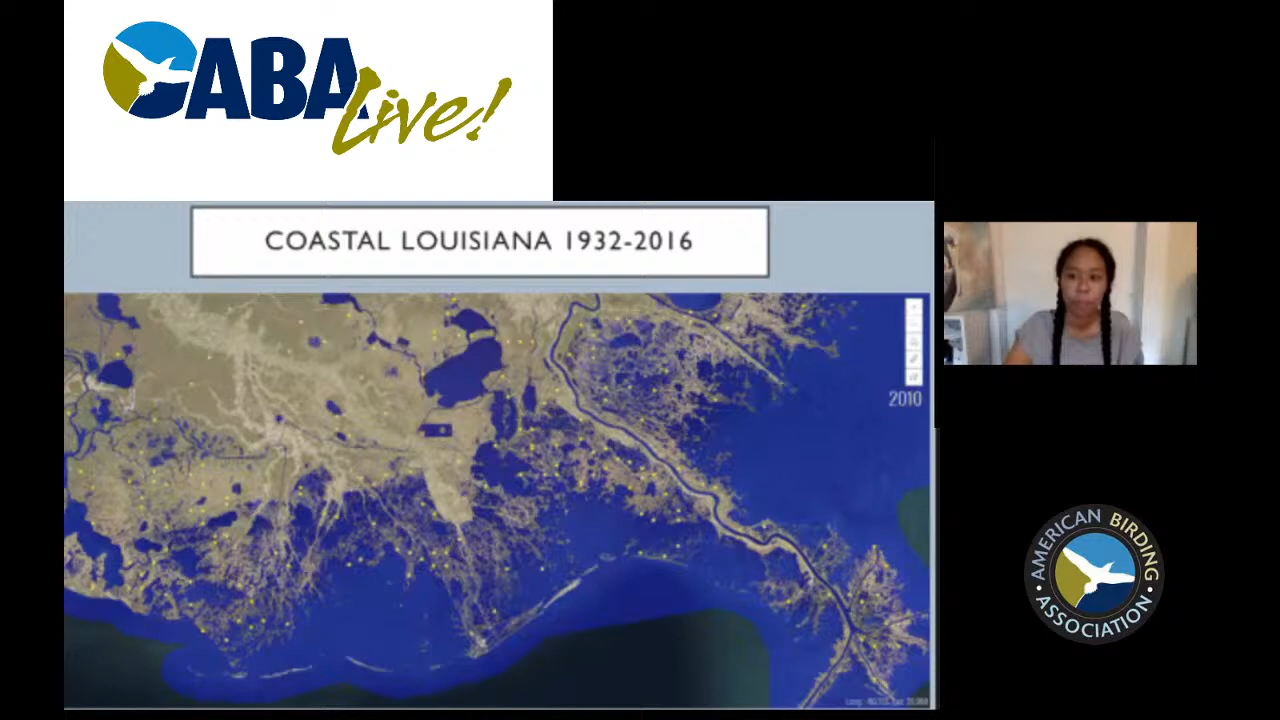 ABA
Live!
COASTAL LOUISIANA 1932-2016
2010
AMERICAN BIRDING
• ASSOCIATION •